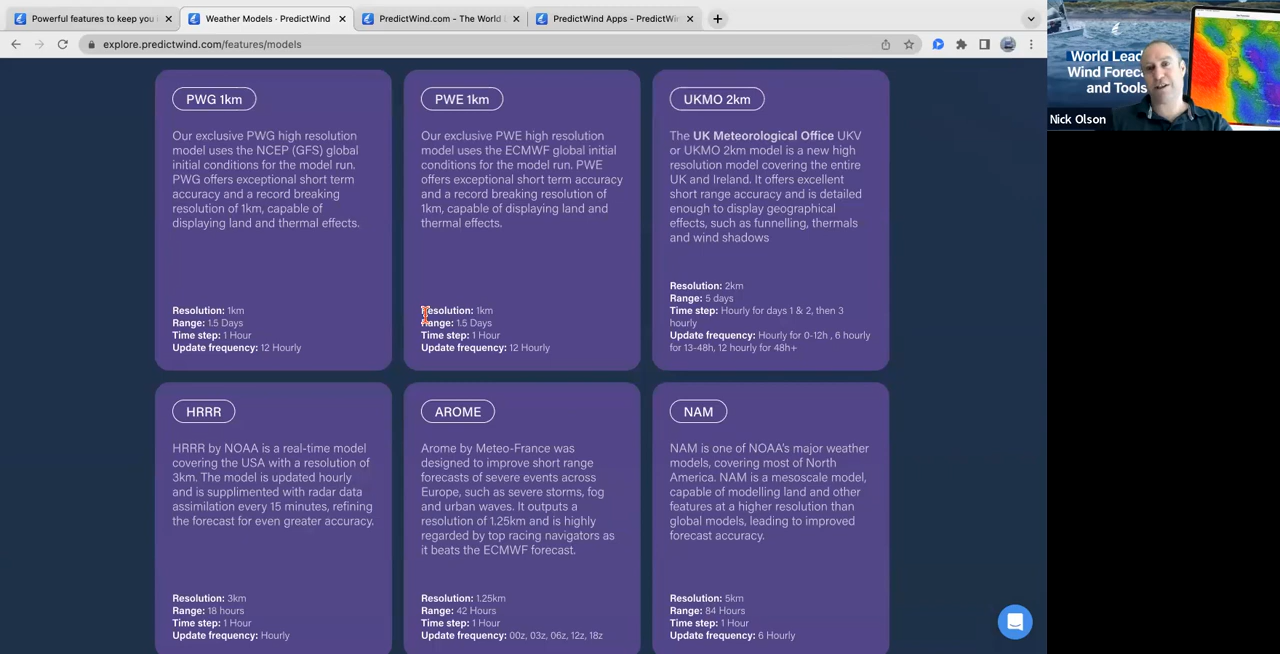 Powerful features to keep you
Weather Models · PredictWind
PredictWind.com - The World
PredictWind Apps - PredictWi
explore.predictwind.com/features/models
World Lead
Wind Forec
and Tools
Nick Olson
PWG 1km
Our exclusive PWG high resolution
model uses the NCEP (GFS) global
initial conditions for the model run.
PWG offers exceptional short term
accuracy and a record breaking
resolution of 1km, capable of
displaying land and thermal effects.
Resolution: 1km
Range: 1.5 Days
Time step: 1 Hour
Update frequency: 12 Hourly
PWE 1km
Our exclusive PWE high resolution
model uses the ECMWF global initial
conditions for the model run. PWE
offers exceptional short term accuracy
and a record breaking resolution of
1km, capable of displaying land and
thermal effects.
Resolution: 1km
Range: 1.5 Days
Time step: 1 Hour
Update frequency: 12 Hourly
UKMO 2km
The UK Meteorological Office UKV
or UKMO 2km model is a new high
resolution model covering the entire
UK and Ireland. It offers excellent
short range accuracy and is detailed
enough to display geographical
effects, such as funnelling, thermals
and wind shadows
Resolution: 2km
Range: 5 days
Time step: Hourly for days 1 & 2, then 3
hourly
Update frequency: Hourly for 0-12h , 6 hourly
for 13-48h, 12 hourly for 48h+
HRRR
HRRR by NOAA is a real-time model
covering the USA with a resolution of
3km. The model is updated hourly
and is supplimented with radar data
assimilation every 15 minutes, refining
the forecast for even greater accuracy.
Resolution: 3km
Range: 18 hours
Time step: 1 Hour
Update frequency: Hourly
AROME
Arome by Meteo-France was
designed to improve short range
forecasts of severe events across
Europe, such as severe storms, fog
and urban waves. It outputs a
resolution of 1.25km and is highly
regarded by top racing navigators as
it beats the ECMWF forecast.
Resolution: 1.25km
Range: 42 Hours
Time step: 1 Hour
Update frequency: 00z, 03z, 06z, 12z, 18z
NAM
NAM is one of NOAA's major weather
models, covering most of North
America. NAM is a mesoscale model,
capable of modelling land and other
features at a higher resolution than
global models, leading to improved
forecast accuracy.
Resolution: 5km
Range: 84 Hours
Time step: 1 Hour
Update frequency: 6 Hourly